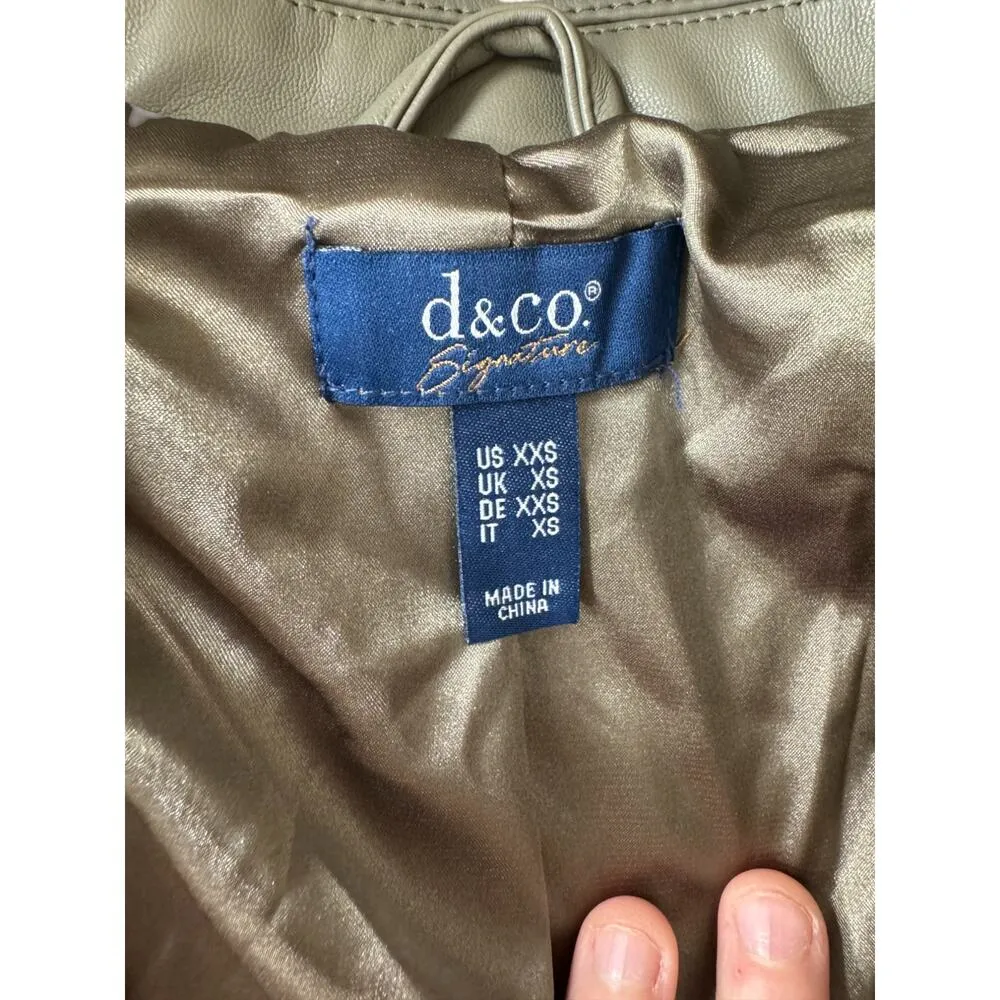 d&co.®
Signature
US XXS
UK XS
DE XXS
IT XS
MADE IN
CHINA